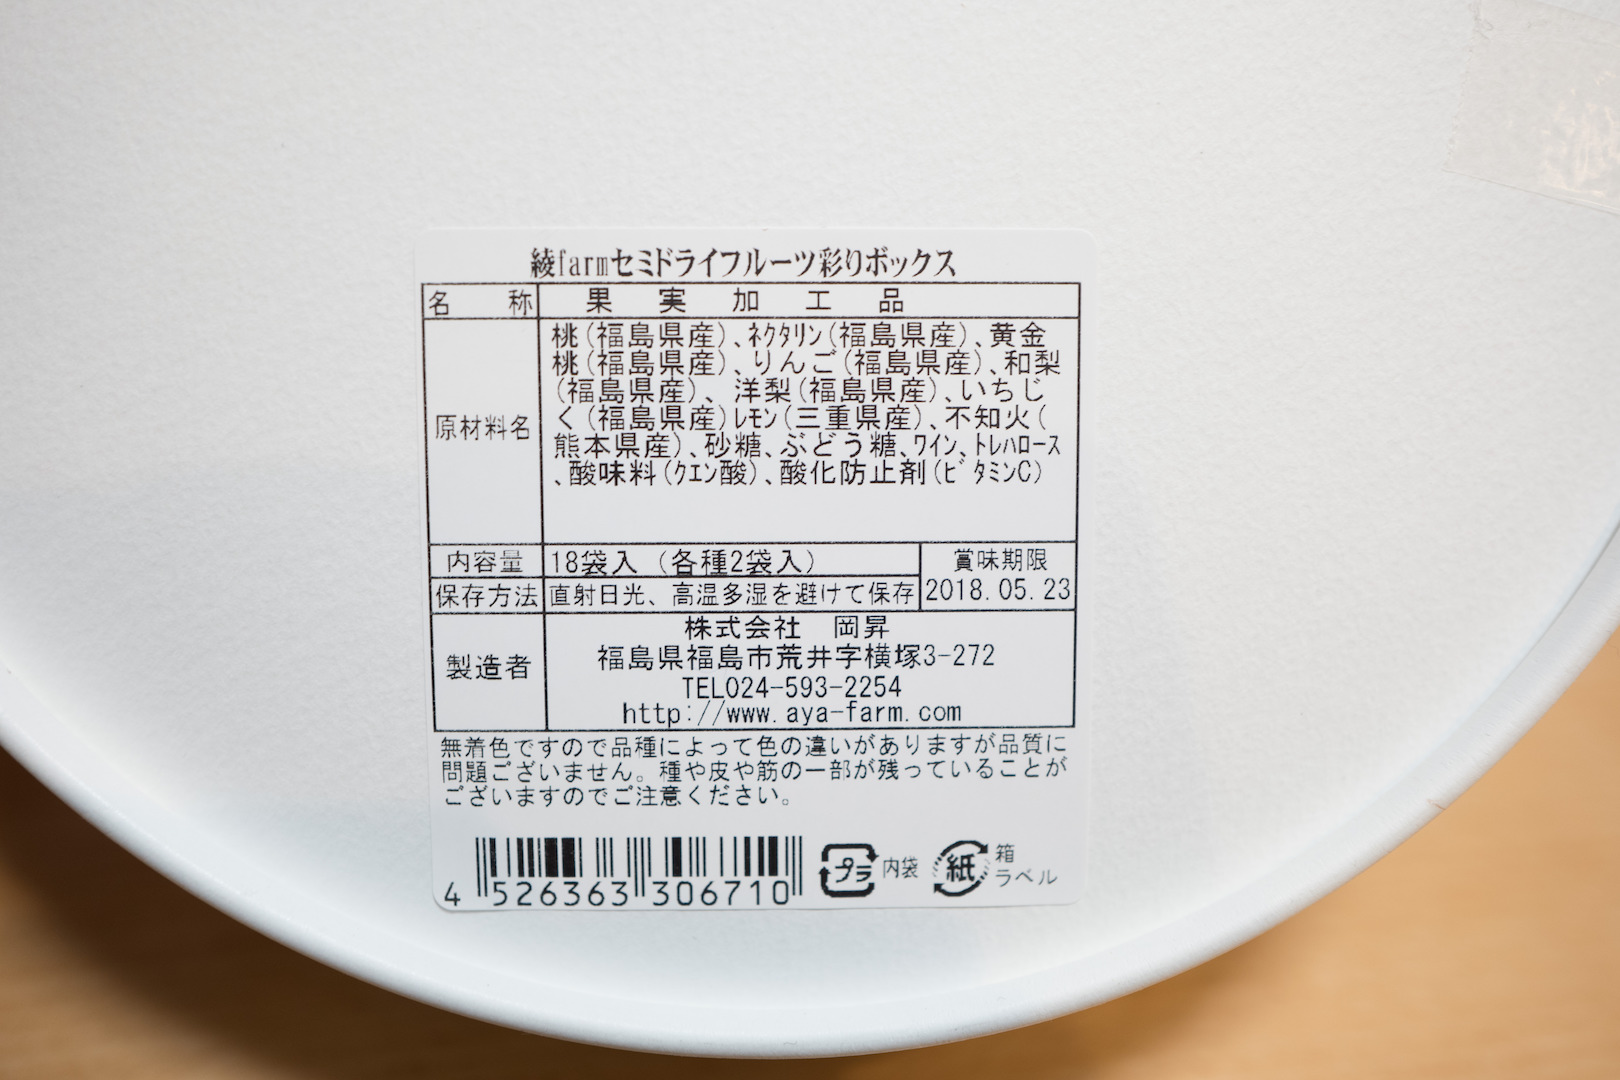 綾farmセミドライフルーツ彩りボックス
名称 果実加工品
原材料名
桃(福島県産)、ネクタリン(福島県産)、黄金
桃(福島県産)、りんご(福島県産)、和梨
(福島県産)、洋梨(福島県産)、いちじ
く(福島県産)レモン(三重県産)、不知火(
熊本県産)、砂糖、ぶどう糖、ワイン、トレハロース
、酸味料(クエン酸)、酸化防止剤(ビタミンC)
内容量 18袋入(各種2袋入)
保存方法 直射日光、高温多湿を避けて保存
賞味期限
2018.05.23
製造者
株式会社 岡昇
福島県福島市荒井字横塚3-272
TEL024-593-2254
http://www.aya-farm.com
無着色ですので品種によって色の違いがありますが品質に
問題ございません。種や皮や筋の一部が残っていることが
ございますのでご注意ください。
4 526363 306710
プラ 内袋
紙 箱
ラベル